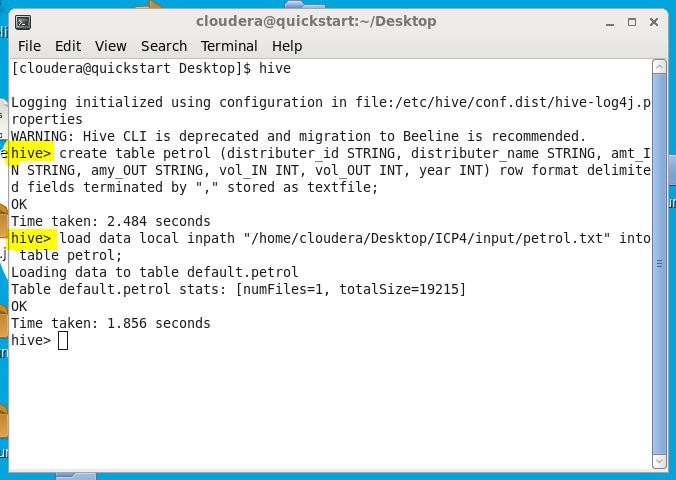 cloudera@quickstart:~/Desktop
File Edit View Search Terminal Help
[cloudera@quickstart Desktop]$ hive
Logging initialized using configuration in file:/etc/hive/conf.dist/hive-log4j.p
roperties
WARNING: Hive CLI is deprecated and migration to Beeline is recommended.
hive> create table petrol (distributer_id STRING, distributer_name STRING, amt_I
N STRING, amy_OUT STRING, vol_IN INT, vol_OUT INT, year INT) row format delimite
d fields terminated by "," stored as textfile;
OK
Time taken: 2.484 seconds
hive> load data local inpath "/home/cloudera/Desktop/ICP4/input/petrol.txt" into
 table petrol;
Loading data to table default.petrol
Table default.petrol stats: [numFiles=1, totalSize=19215]
OK
Time taken: 1.856 seconds
hive>